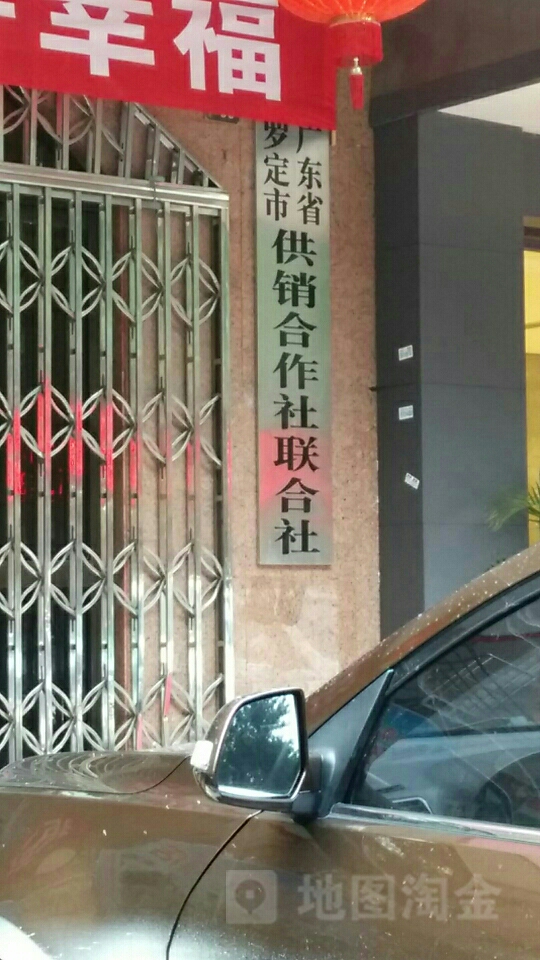 幸福
广东省
罗定市
供销合作社联合社
地图淘金